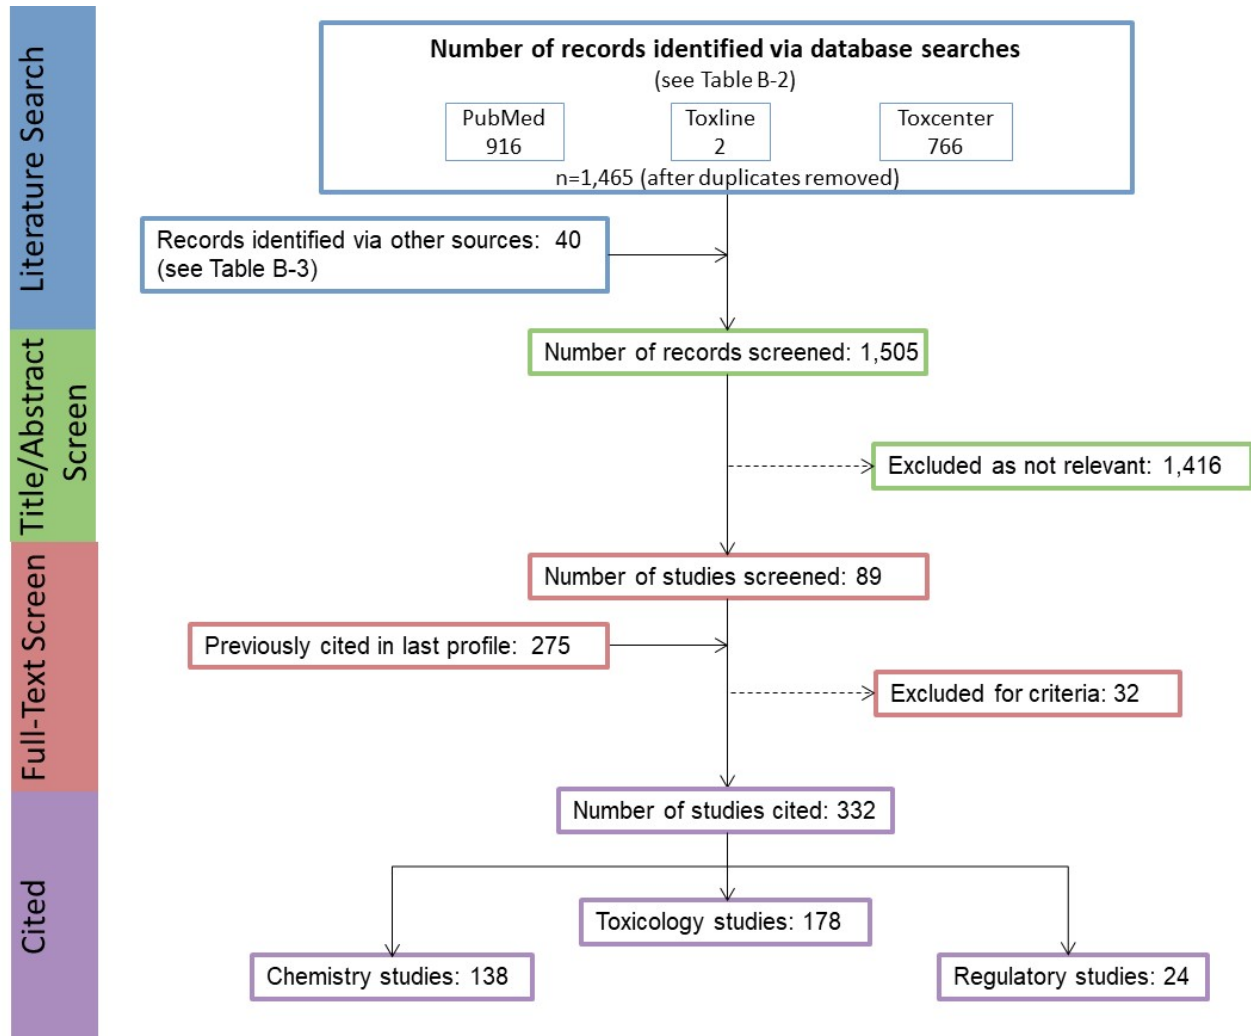 Literature Search
Number of records identified via database searches
(see Table B-2)
PubMed
916
Toxline
2
Toxcenter
766
n=1,465 (after duplicates removed)
Records identified via other sources: 40
(see Table B-3)
Title/Abstract
Screen
Number of records screened: 1,505
Excluded as not relevant: 1,416
Full-Text Screen
Number of studies screened: 89
Previously cited in last profile: 275
Excluded for criteria: 32
Cited
Number of studies cited: 332
Toxicology studies: 178
Chemistry studies: 138
Regulatory studies: 24